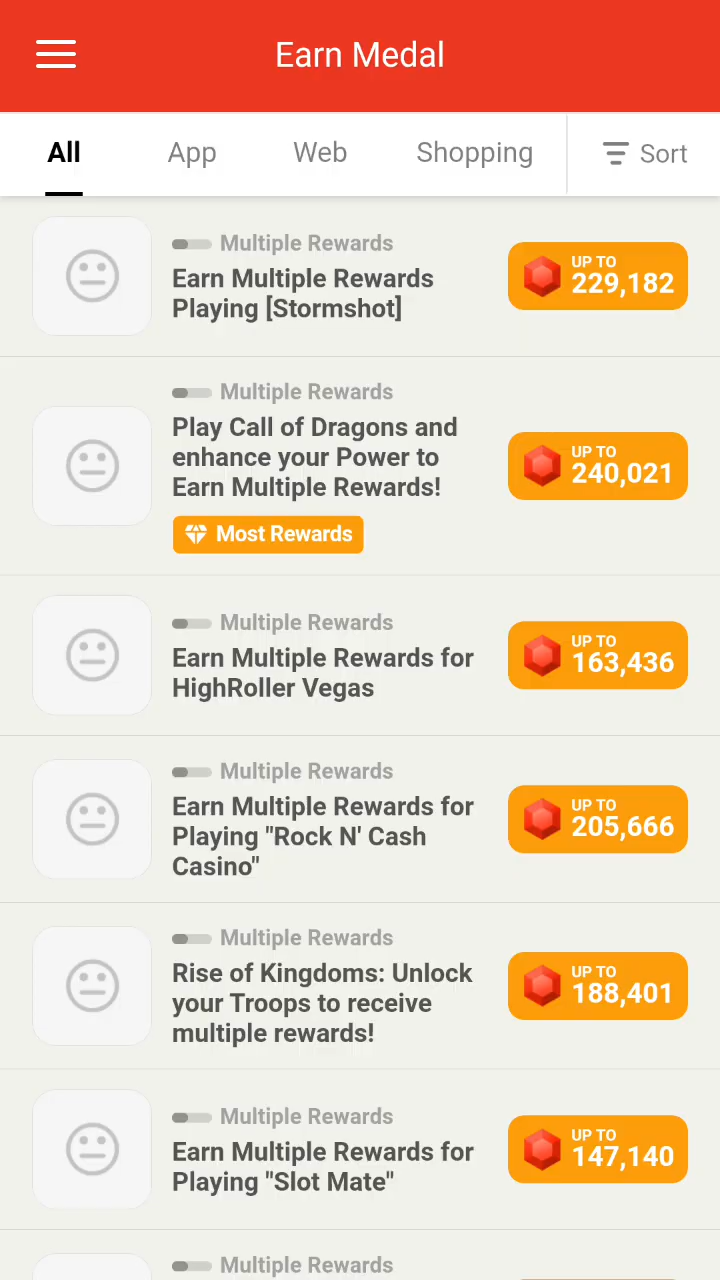 Earn Medal
All
App
Web
Shopping
Sort
Multiple Rewards
Earn Multiple Rewards
Playing [Stormshot]
UP TO
229,182
Multiple Rewards
Play Call of Dragons and
enhance your Power to
Earn Multiple Rewards!
Most Rewards
UP TO
240,021
Multiple Rewards
Earn Multiple Rewards for
HighRoller Vegas
UP TO
163,436
Multiple Rewards
Earn Multiple Rewards for
Playing "Rock N' Cash
Casino"
UP TO
205,666
Multiple Rewards
Rise of Kingdoms: Unlock
your Troops to receive
multiple rewards!
UP TO
188,401
Multiple Rewards
Earn Multiple Rewards for
Playing "Slot Mate"
UP TO
147,140
Multiple Rewards